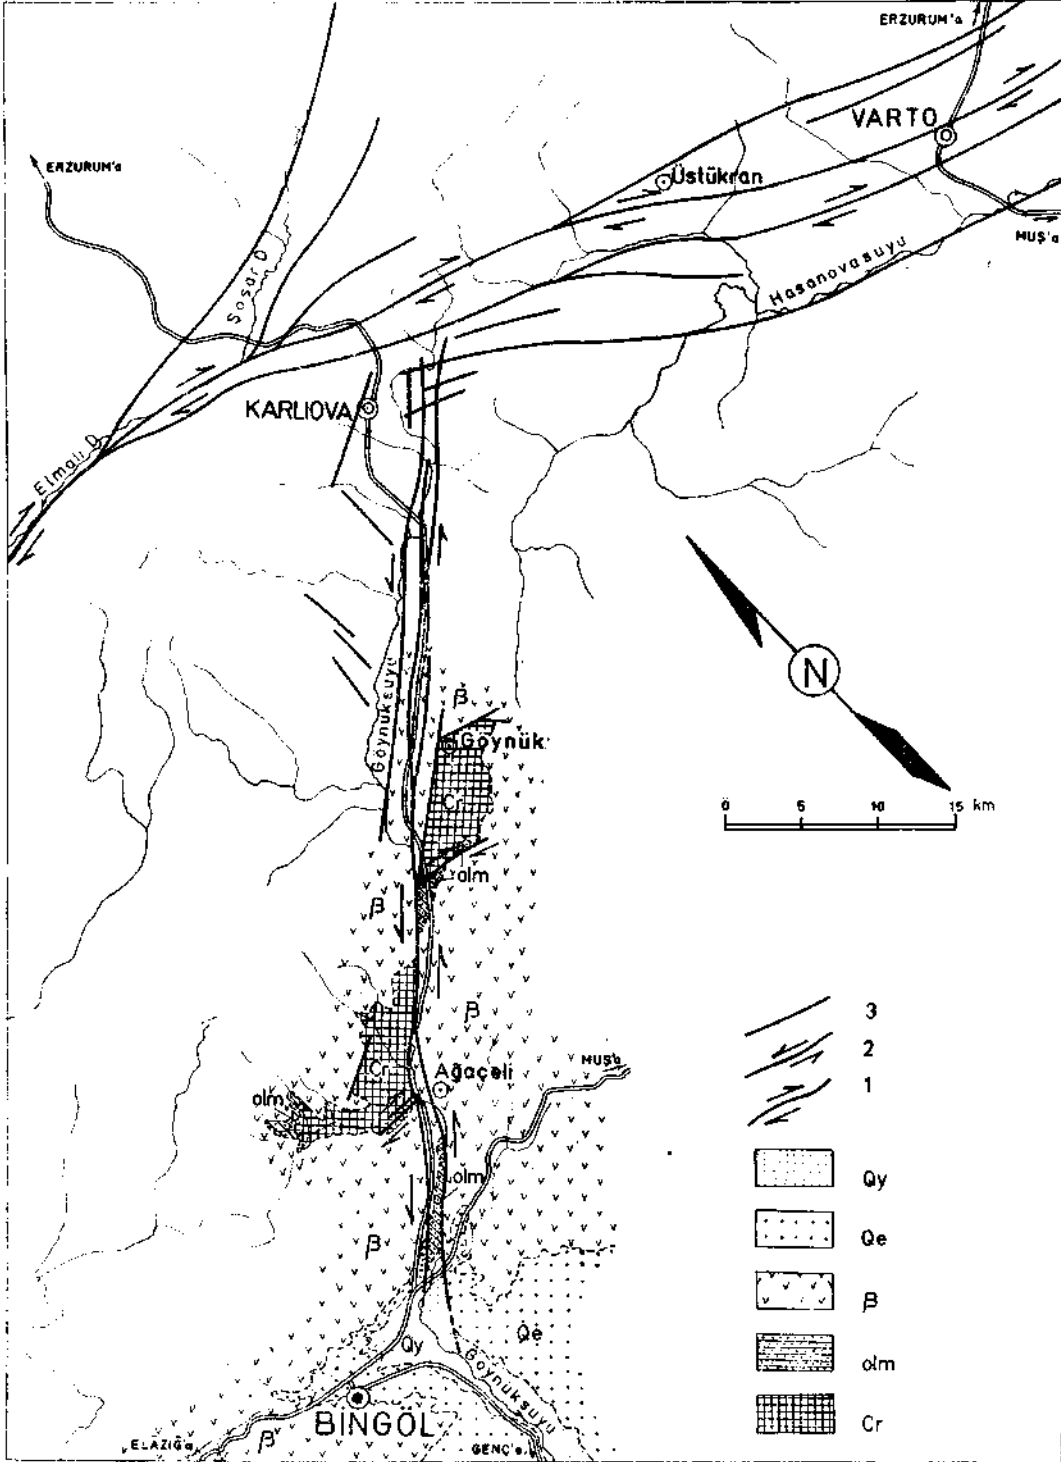 ERZURUM'a
VARTO
ERZURUM'a
Üstükran
MUŞ'a
Şoşar D
Hasanovasuyu
KARLIOVA
Elmalı D
N
Göynüksuyu
β
Göynük
0 5 10 15 km
Cr
olm
β
β
3
2
MUŞ'a
Cr
Ağaçeli
1
olm
olm
Qy
β
Qe
β
Qe
Qy
Göynüksuyu
olm
BİNGÖL
Cr
ELAZIĞ'a
β
GENÇ'e